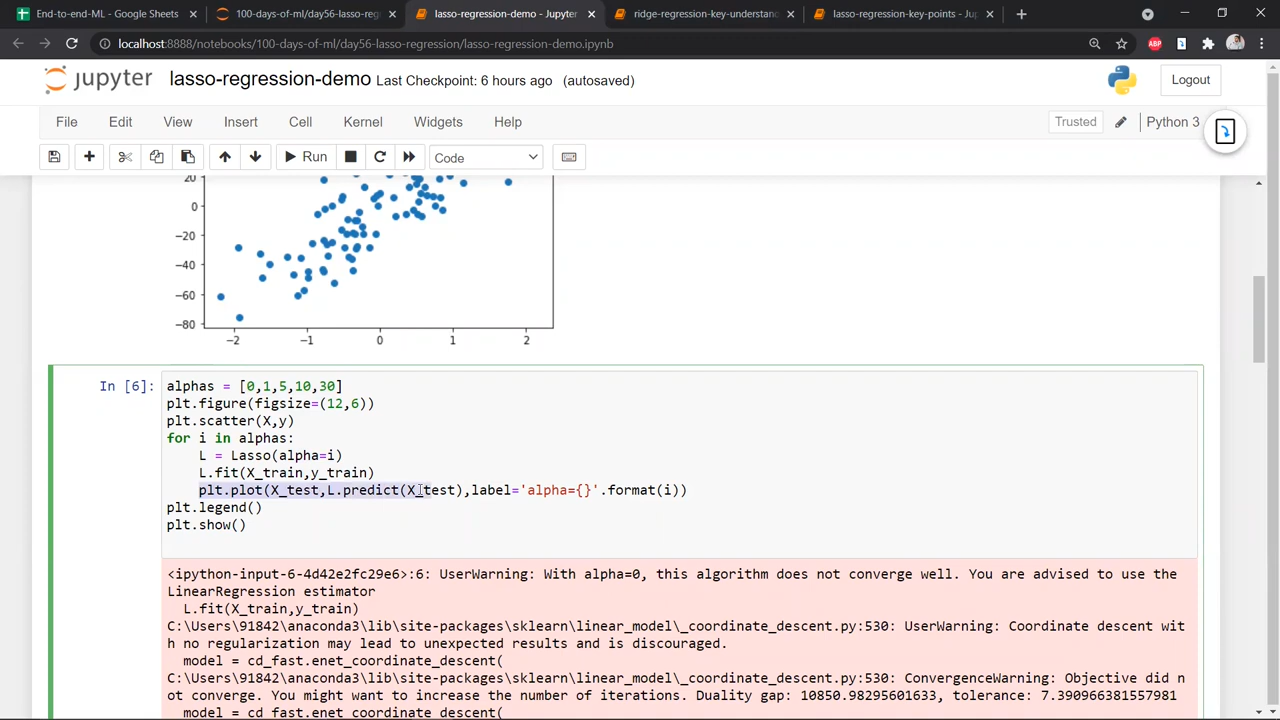 End-to-end-ML - Google Sheets
100-days-of-ml/day56-lasso-regr
lasso-regression-demo - Jupyter
ridge-regression-key-understanc
lasso-regression-key-points - Jup
localhost:8888/notebooks/100-days-of-ml/day56-lasso-regression/lasso-regression-demo.ipynb
ABP
jupyter lasso-regression-demo Last Checkpoint: 6 hours ago (autosaved)
Logout
File Edit View Insert Cell Kernel Widgets Help
Trusted Python 3
Run Code
20
0
−20
−40
−60
−80
−2 −1 0 1 2
In [6]: alphas = [0,1,5,10,30]
plt.figure(figsize=(12,6))
plt.scatter(X,y)
for i in alphas:
L = Lasso(alpha=i)
L.fit(X_train,y_train)
plt.plot(X_test,L.predict(X_test),label='alpha={}'.format(i))
plt.legend()
plt.show()
<ipython-input-6-4d42e2fc29e6>:6: UserWarning: With alpha=0, this algorithm does not converge well. You are advised to use the
LinearRegression estimator
L.fit(X_train,y_train)
C:\Users\91842\anaconda3\lib\site-packages\sklearn\linear_model\_coordinate_descent.py:530: UserWarning: Coordinate descent wit
h no regularization may lead to unexpected results and is discouraged.
model = cd_fast.enet_coordinate_descent(
C:\Users\91842\anaconda3\lib\site-packages\sklearn\linear_model\_coordinate_descent.py:530: ConvergenceWarning: Objective did n
ot converge. You might want to increase the number of iterations. Duality gap: 10850.98295601633, tolerance: 7.390966381557981
model = cd_fast.enet_coordinate_descent(